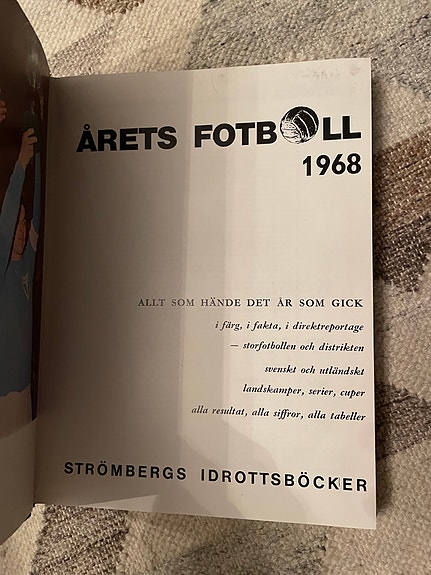 ÅRETS FOTBOLL
1968
ALLT SOM HÄNDE DET ÅR SOM GICK
i färg, i fakta, i direktreportage
– storfotbollen och distrikten
svenskt och utländskt
landskamper, serier, cuper
alla resultat, alla siffror, alla tabeller
STRÖMBERGS IDROTTSBÖCKER